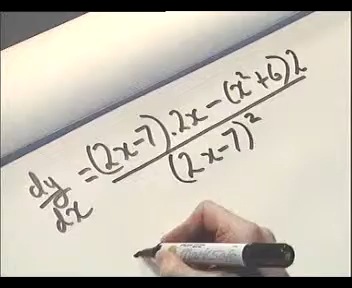 dy/dx = ((2x-7).2x-(x²+6)2)/(2x-7)²